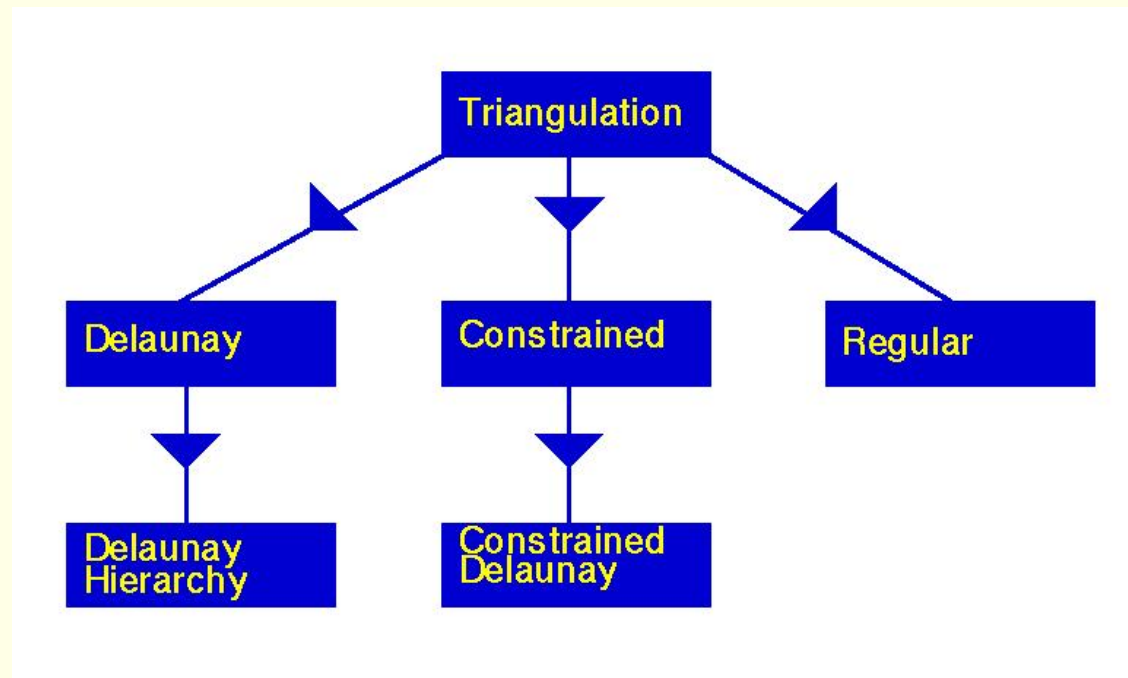 Triangulation
Delaunay
Constrained
Regular
Delaunay
Hierarchy
Constrained
Delaunay